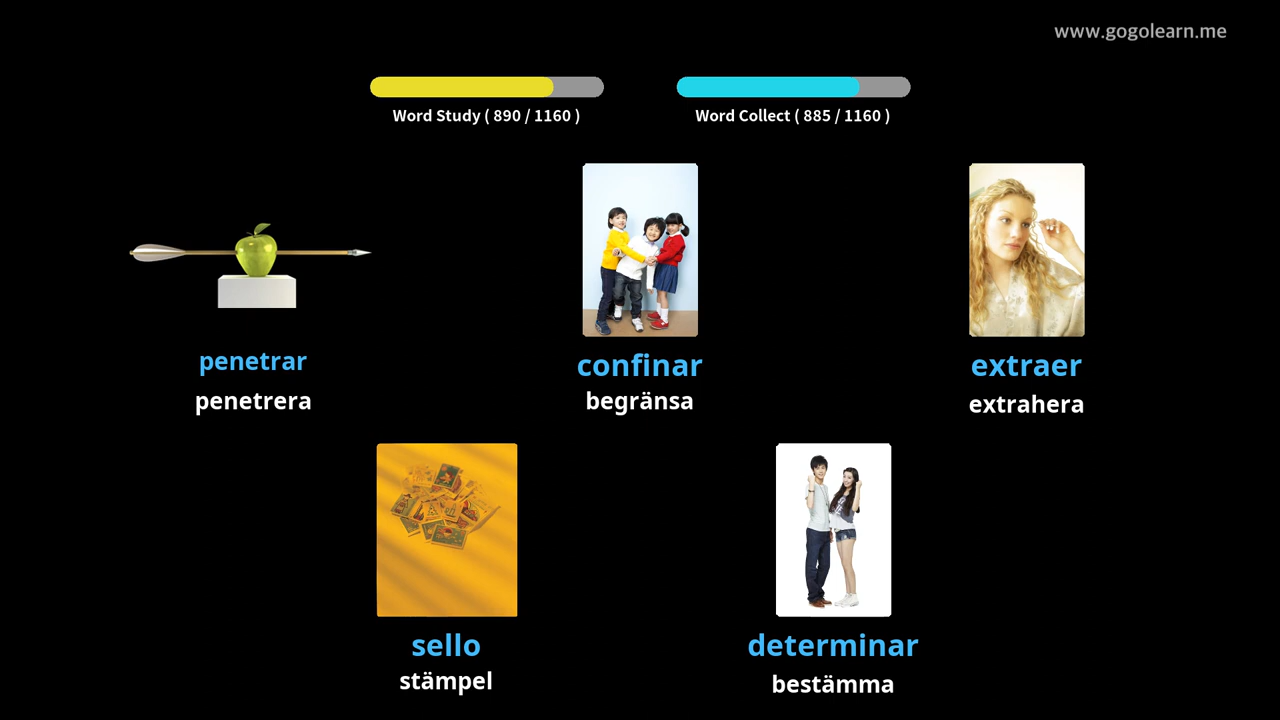 www.gogolearn.me
Word Study ( 890 / 1160 )
Word Collect ( 885 / 1160 )
penetrar
penetrera
confinar
begränsa
extraer
extrahera
sello
stämpel
determinar
bestämma